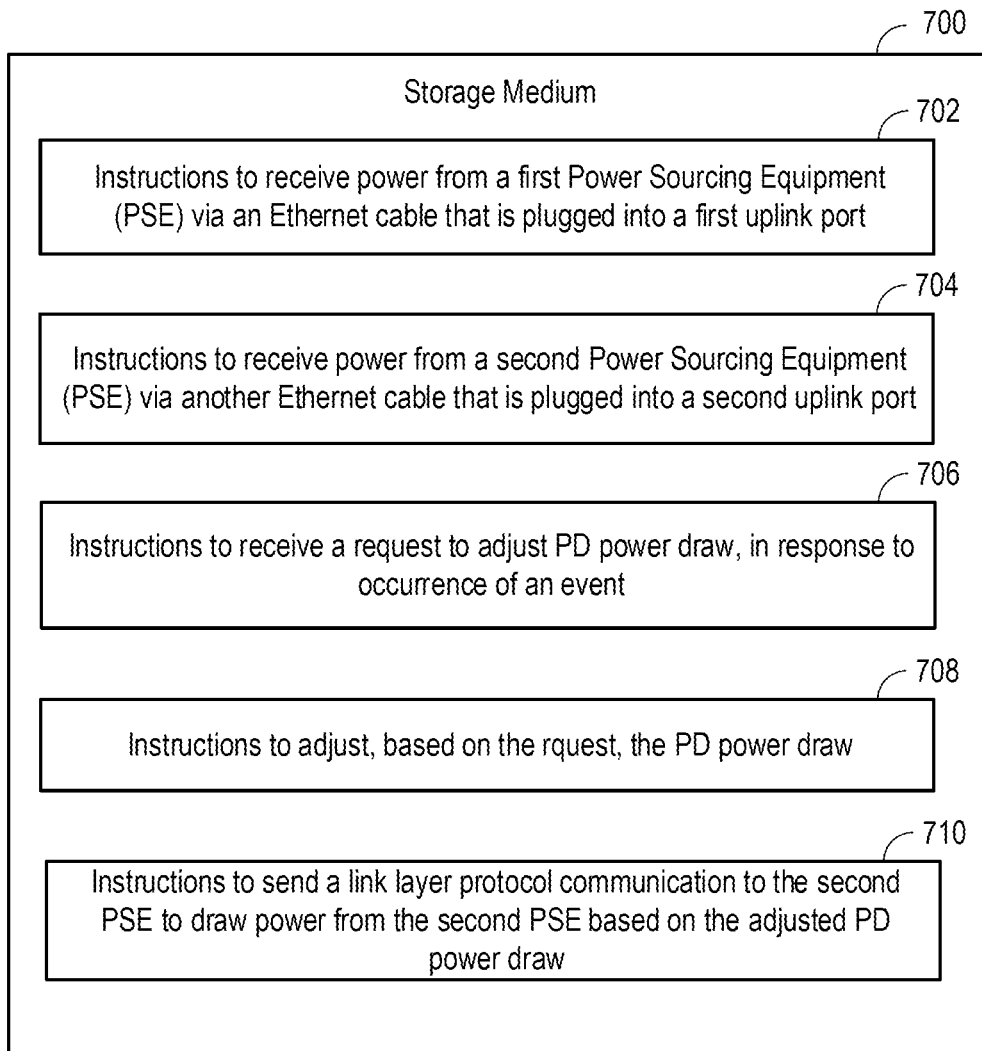 700
Storage Medium
702
Instructions to receive power from a first Power Sourcing Equipment
(PSE) via an Ethernet cable that is plugged into a first uplink port
704
Instructions to receive power from a second Power Sourcing Equipment
(PSE) via another Ethernet cable that is plugged into a second uplink port
706
Instructions to receive a request to adjust PD power draw, in response to
occurrence of an event
708
Instructions to adjust, based on the rquest, the PD power draw
710
Instructions to send a link layer protocol communication to the second
PSE to draw power from the second PSE based on the adjusted PD
power draw